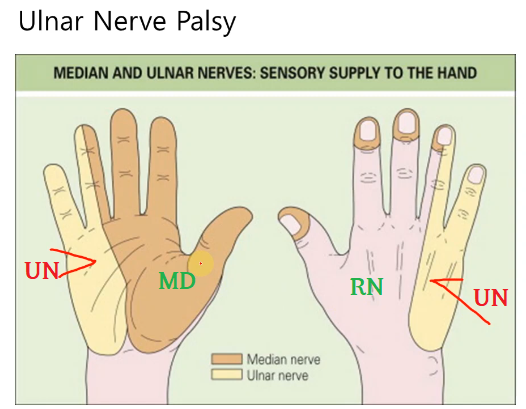 Ulnar Nerve Palsy
MEDIAN AND ULNAR NERVES: SENSORY SUPPLY TO THE HAND
UN
MD
RN
UN
Median nerve
Ulnar nerve